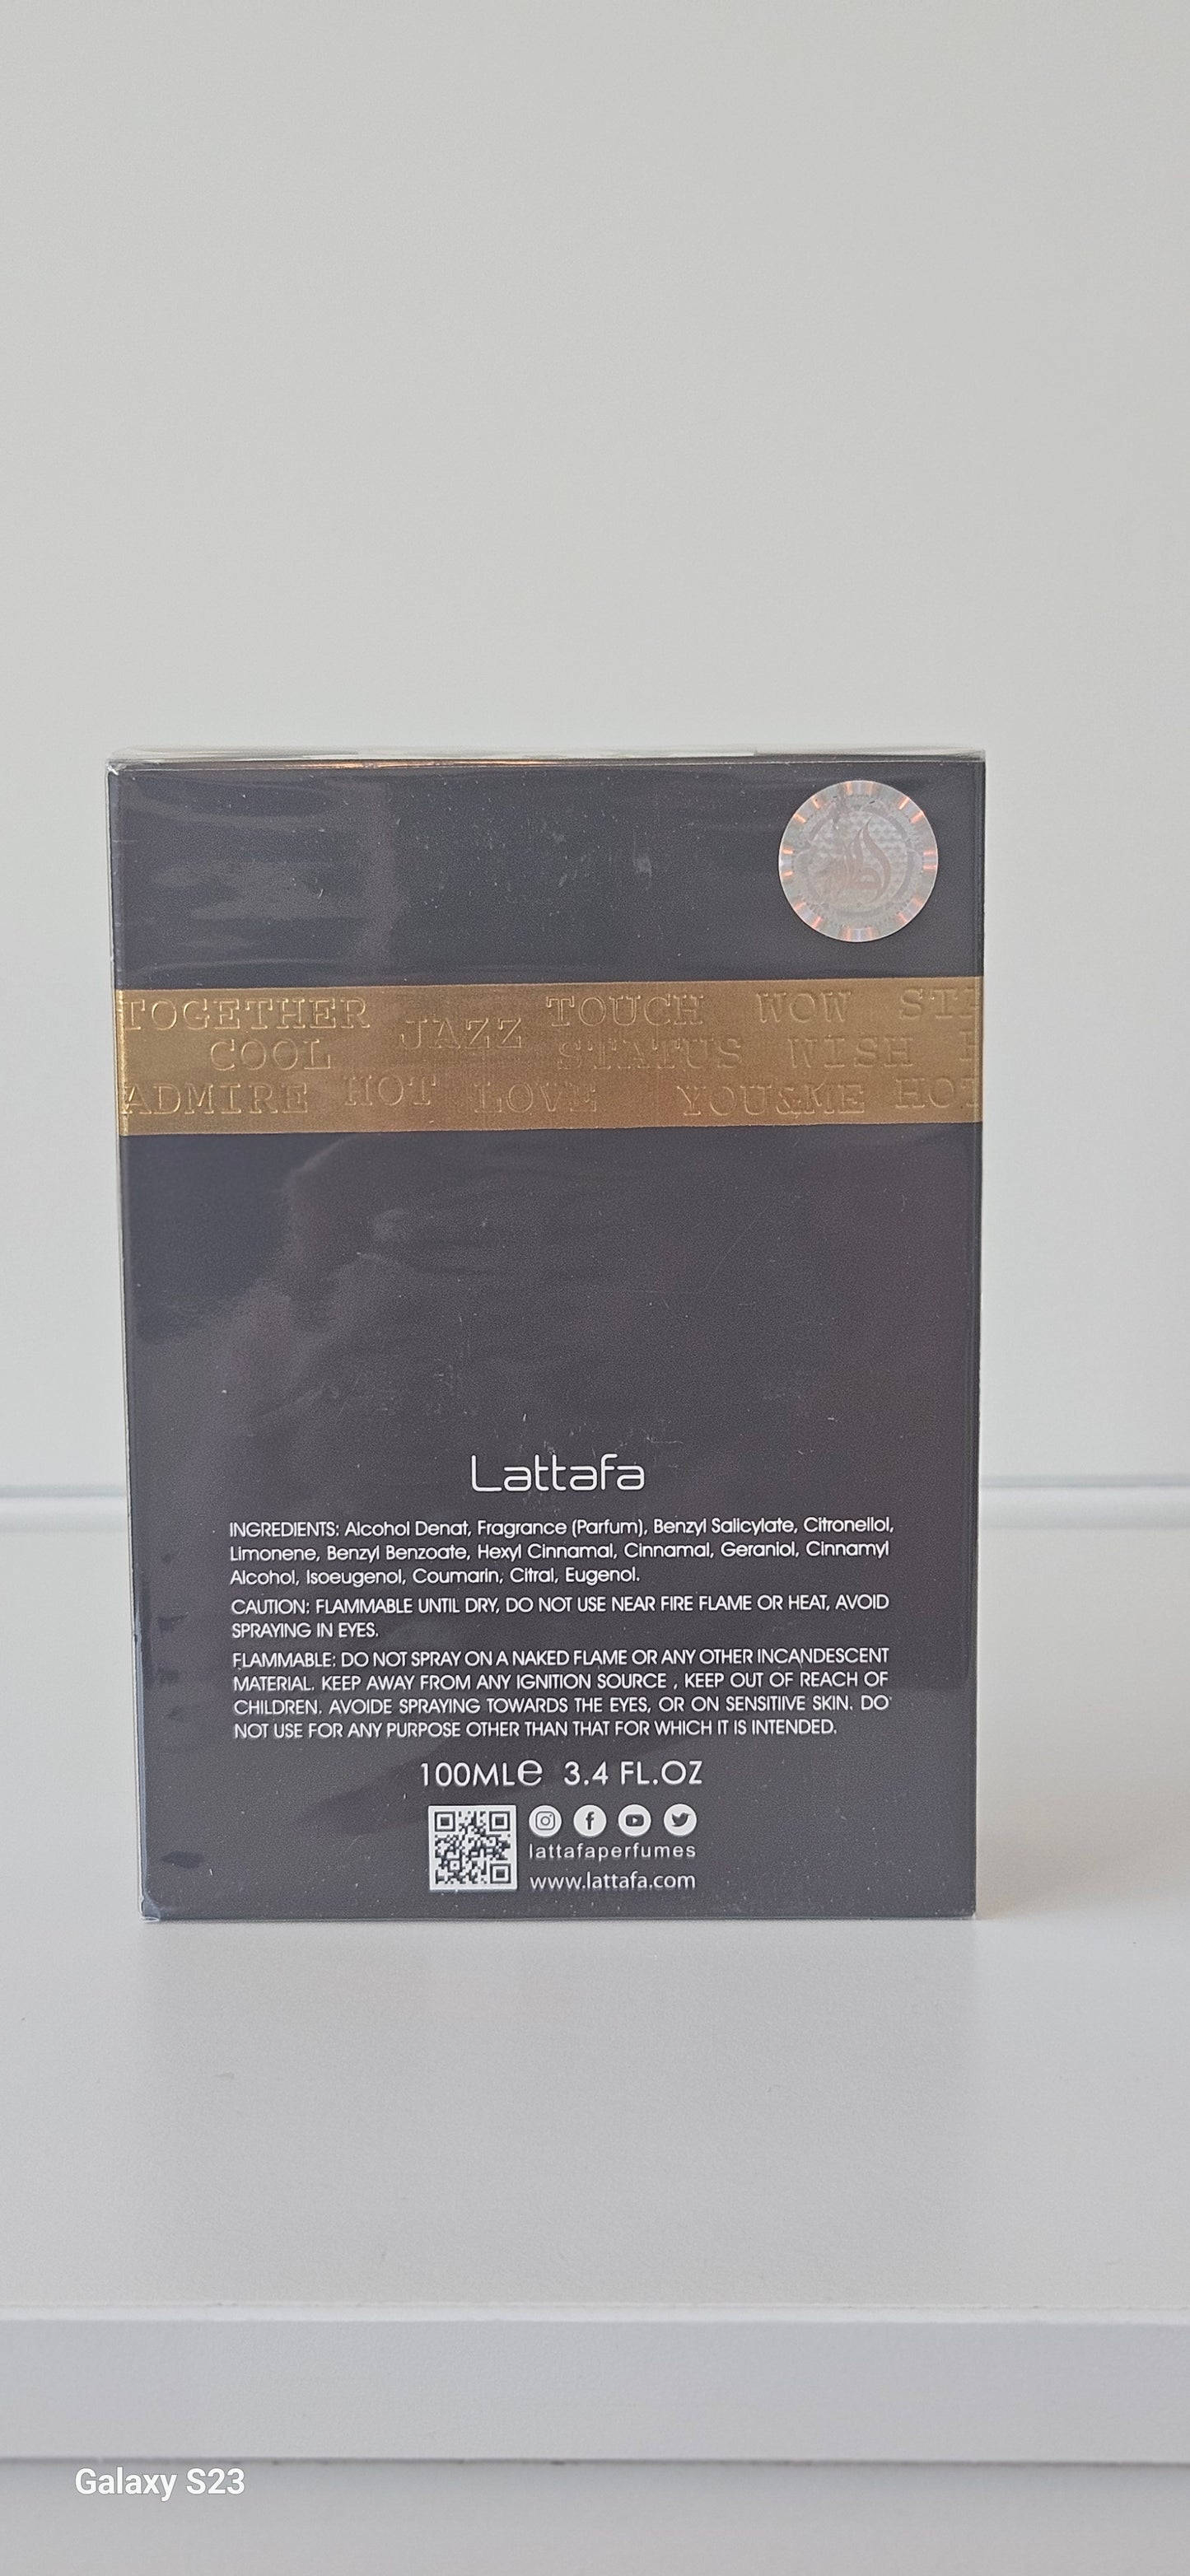 TOGETHER JAZZ TOUCH WOW
COOL STATUS WISH
ADMIRE HOT LOVE YOU&ME
Lattafa
INGREDIENTS: Alcohol Denat, Fragrance (Parfum), Benzyl Salicylate, Citronellol,
Limonene, Benzyl Benzoate, Hexyl Cinnamal, Cinnamal, Geraniol, Cinnamyl
Alcohol, Isoeugenol, Coumarin, Citral, Eugenol.
CAUTION: FLAMMABLE UNTIL DRY, DO NOT USE NEAR FIRE FLAME OR HEAT, AVOID
SPRAYING IN EYES.
FLAMMABLE: DO NOT SPRAY ON A NAKED FLAME OR ANY OTHER INCANDESCENT
MATERIAL. KEEP AWAY FROM ANY IGNITION SOURCE , KEEP OUT OF REACH OF
CHILDREN. AVOIDE SPRAYING TOWARDS THE EYES, OR ON SENSITIVE SKIN. DO
NOT USE FOR ANY PURPOSE OTHER THAN THAT FOR WHICH IT IS INTENDED.
100MLe 3.4 FL.OZ
lattafaperfumes
www.lattafa.com
Galaxy S23